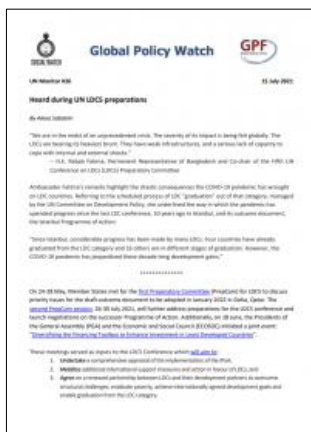 SOCIAL WATCH
Global Policy Watch
GPF
UN Monitor #26
15 July 2021
Heard during UN LDC5 preparations
By Alexa Sabatini
"We are in the midst of an unprecedented crisis. The severity of its impact is being felt globally. The
LDCs are bearing its heaviest brunt. They have weak infrastructures, and a serious lack of capacity to
cope with internal and external shocks."
– H.E. Rabab Fatima, Permanent Representative of Bangladesh and Co-chair of the Fifth UN
Conference on LDCs (LDC5) Preparatory Committee
Ambassador Fatima's remarks highlight the drastic consequences the COVID-19 pandemic has wrought
on LDC countries. Referring to the scheduled process of LDC "graduation" out of that category, managed
by the UN Committee on Development Policy, she underlined the way in which the pandemic has
upended progress since the last LDC conference, 10 years ago in Istanbul, and its outcome document,
the Istanbul Programme of Action:
"Since Istanbul, considerable progress has been made by many LDCs. Four countries have already
graduated from the LDC category and 16 others are in different stages of graduation. However, the
COVID-19 pandemic has jeopardized these decade long development gains."
On 24-28 May, Member States met for the first Preparatory Committee (PrepCom) for LDC5 to discuss
priority issues for the draft outcome document to be adopted in January 2022 in Doha, Qatar. The
second PrepCom session, 26-30 July 2021, will further address preparations for the LDC5 conference and
launch negotiations on the successor Programme of Action. Additionally, on 18 June, the Presidents of
the General Assembly (PGA) and the Economic and Social Council (ECOSOC) initiated a joint event:
"Diversifying the Financing Toolbox to Enhance Investment in Least Developed Countries".
These meetings served as inputs to the LDC5 Conference which will aim to:
1. Undertake a comprehensive appraisal of the implementation of the IPoA,
2. Mobilize additional international support measures and action in favour of LDCs, and
3. Agree on a renewed partnership between LDCs and their development partners to overcome
structural challenges, eradicate poverty, achieve internationally agreed development goals and
enable graduation from the LDC category.